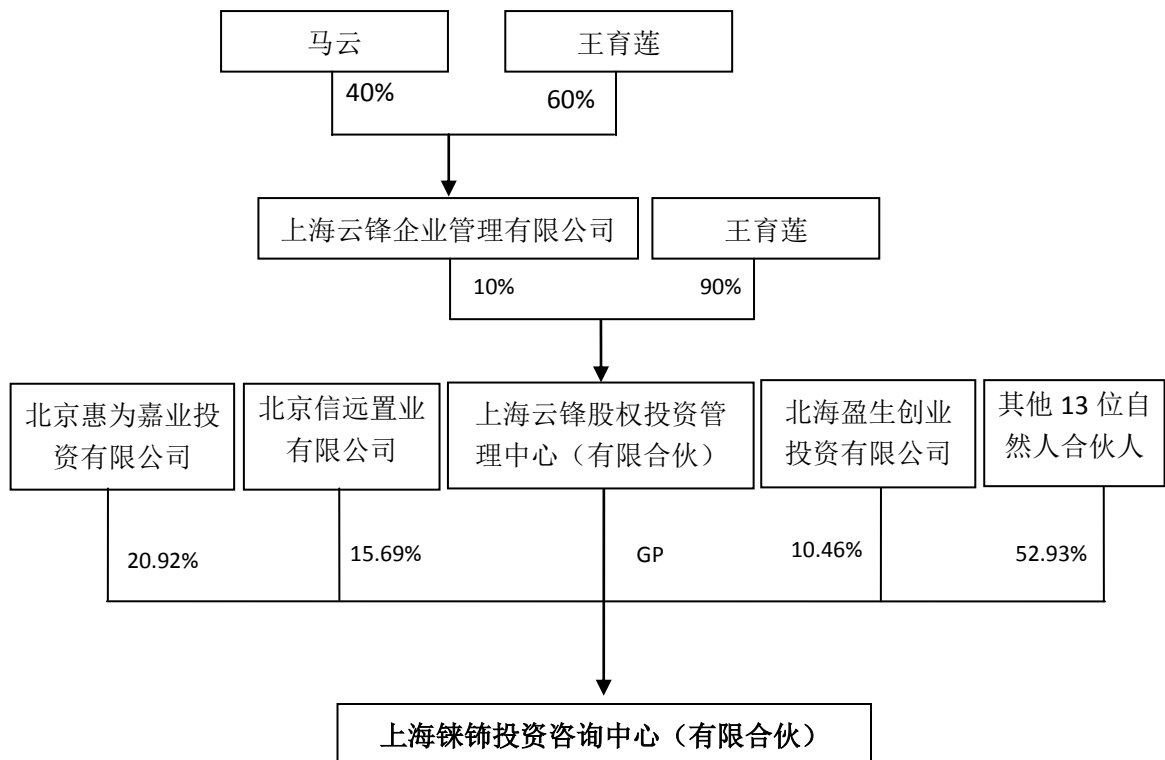 马云
王育莲
40%
60%
上海云锋企业管理有限公司
王育莲
10%
90%
北京惠为嘉业投
资有限公司
北京信远置业
有限公司
上海云锋股权投资管
理中心（有限合伙）
北海盈生创业
投资有限公司
其他 13 位自
然人合伙人
20.92%
15.69%
GP
10.46%
52.93%
上海铼钸投资咨询中心（有限合伙）